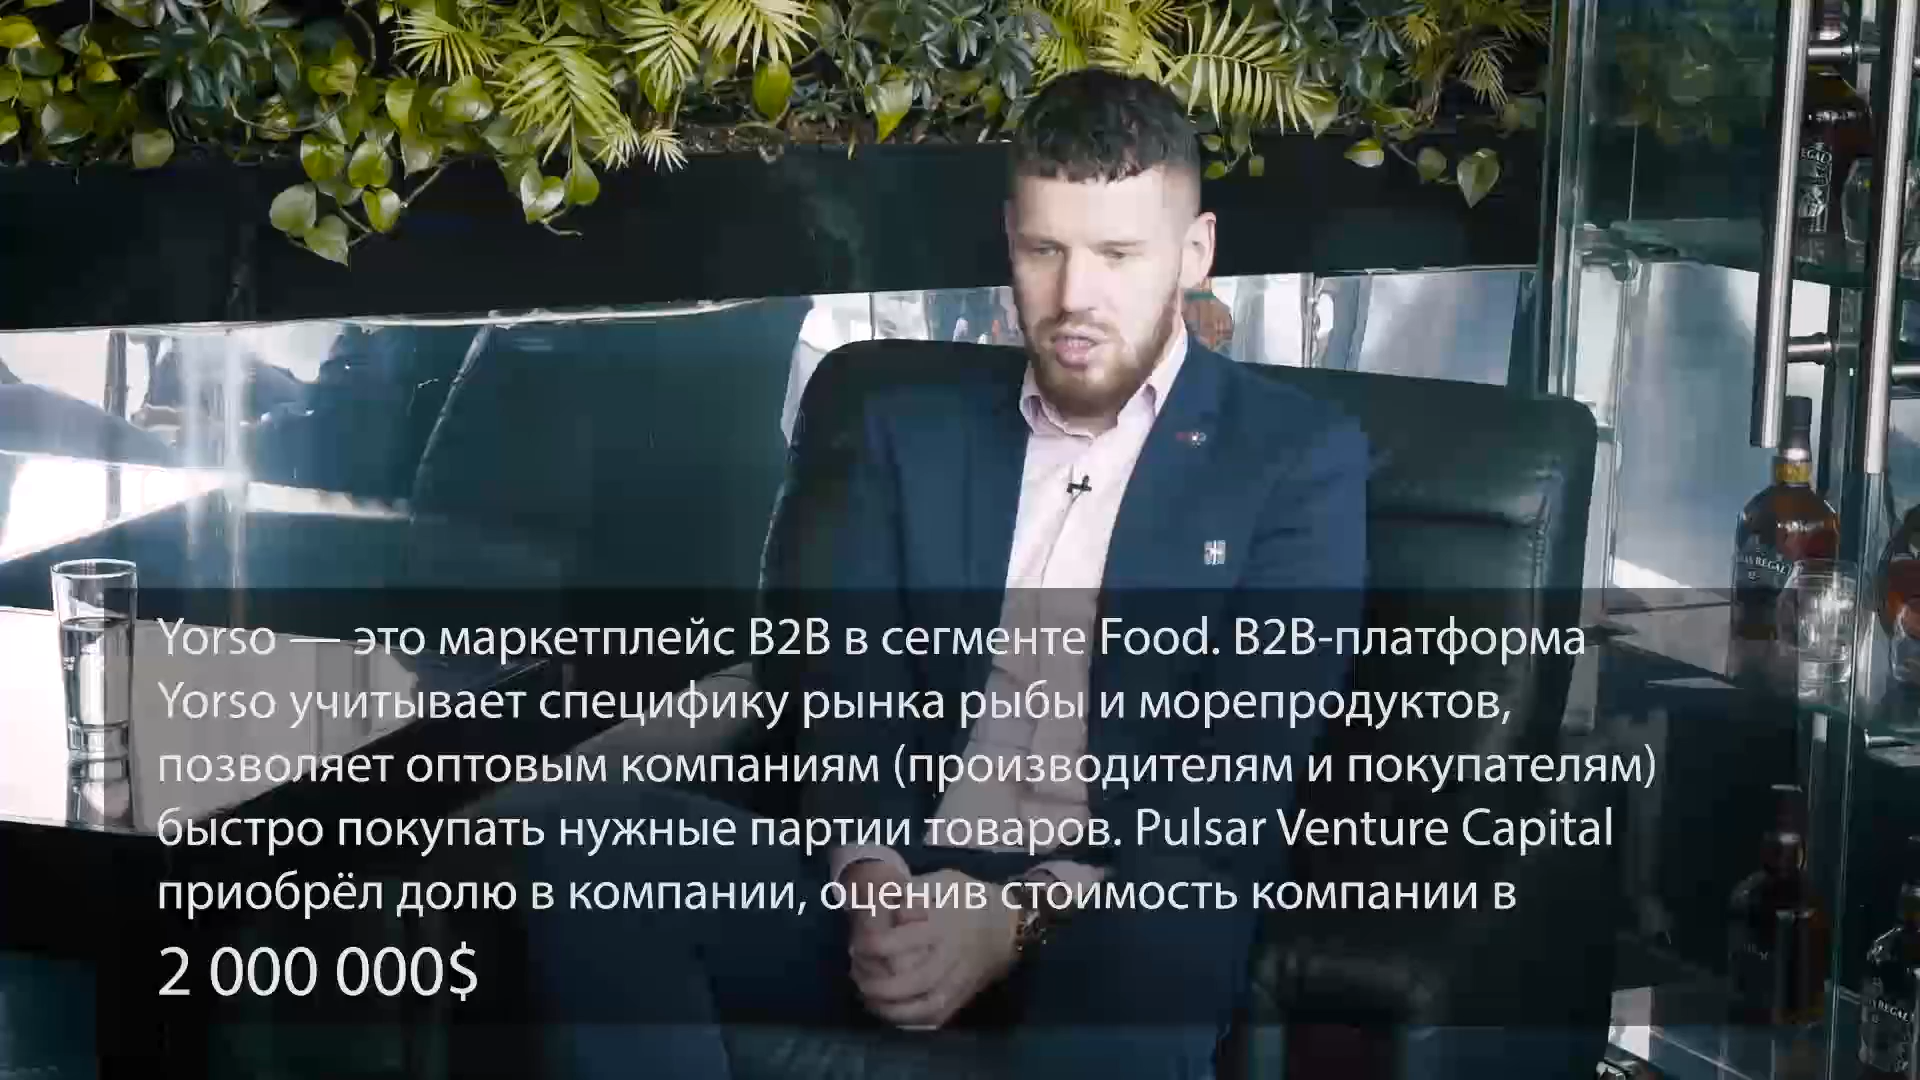 Yorso — это маркетплейс B2B в сегменте Food. B2B-платформа
Yorso учитывает специфику рынка рыбы и морепродуктов,
позволяет оптовым компаниям (производителям и покупателям)
быстро покупать нужные партии товаров. Pulsar Venture Capital
приобрёл долю в компании, оценив стоимость компании в
2 000 000$
REGAL